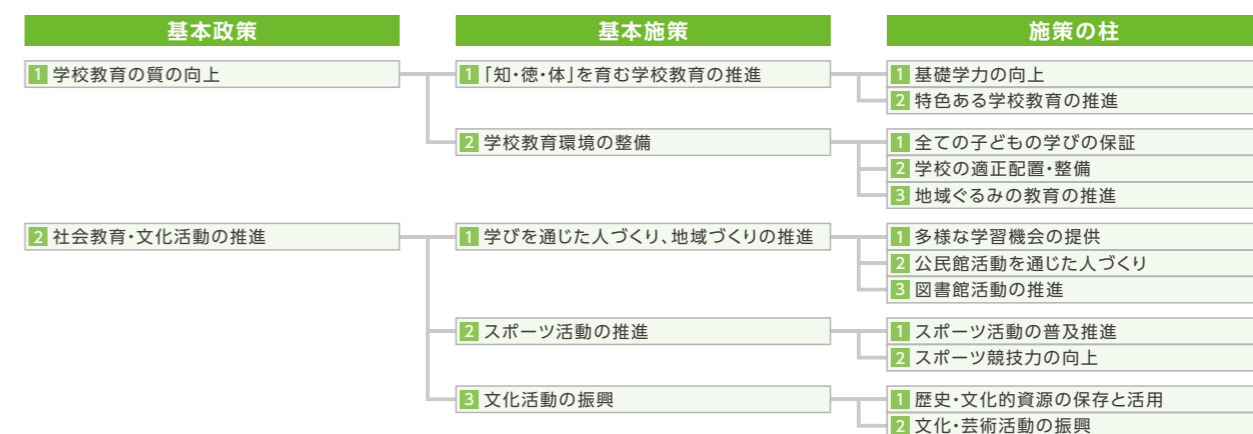 基本政策 基本施策 施策の柱
1 学校教育の質の向上 1 「知・徳・体」を育む学校教育の推進 1 基礎学力の向上
2 特色ある学校教育の推進
2 学校教育環境の整備 1 全ての子どもの学びの保証
2 学校の適正配置・整備
3 地域ぐるみの教育の推進
2 社会教育・文化活動の推進 1 学びを通じた人づくり、地域づくりの推進 1 多様な学習機会の提供
2 公民館活動を通じた人づくり
3 図書館活動の推進
2 スポーツ活動の推進 1 スポーツ活動の普及推進
2 スポーツ競技力の向上
3 文化活動の振興 1 歴史・文化的資源の保存と活用
2 文化・芸術活動の振興